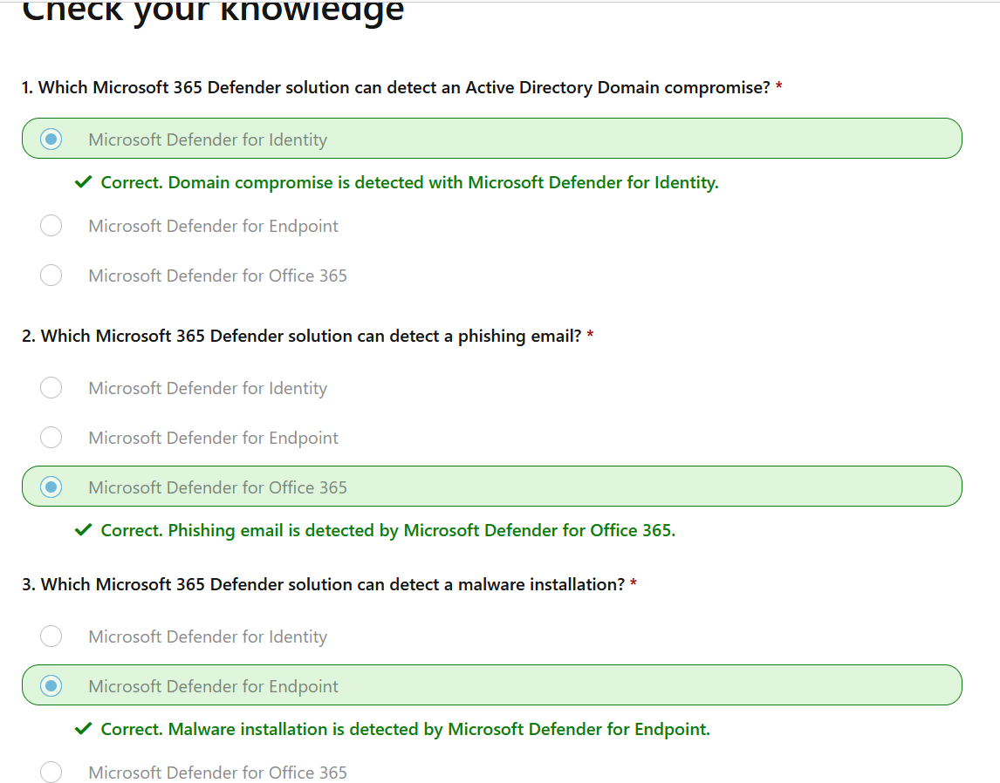 Check your knowledge
1. Which Microsoft 365 Defender solution can detect an Active Directory Domain compromise? *
Microsoft Defender for Identity
✔ Correct. Domain compromise is detected with Microsoft Defender for Identity.
Microsoft Defender for Endpoint
Microsoft Defender for Office 365
2. Which Microsoft 365 Defender solution can detect a phishing email? *
Microsoft Defender for Identity
Microsoft Defender for Endpoint
Microsoft Defender for Office 365
✔ Correct. Phishing email is detected by Microsoft Defender for Office 365.
3. Which Microsoft 365 Defender solution can detect a malware installation? *
Microsoft Defender for Identity
Microsoft Defender for Endpoint
✔ Correct. Malware installation is detected by Microsoft Defender for Endpoint.
Microsoft Defender for Office 365